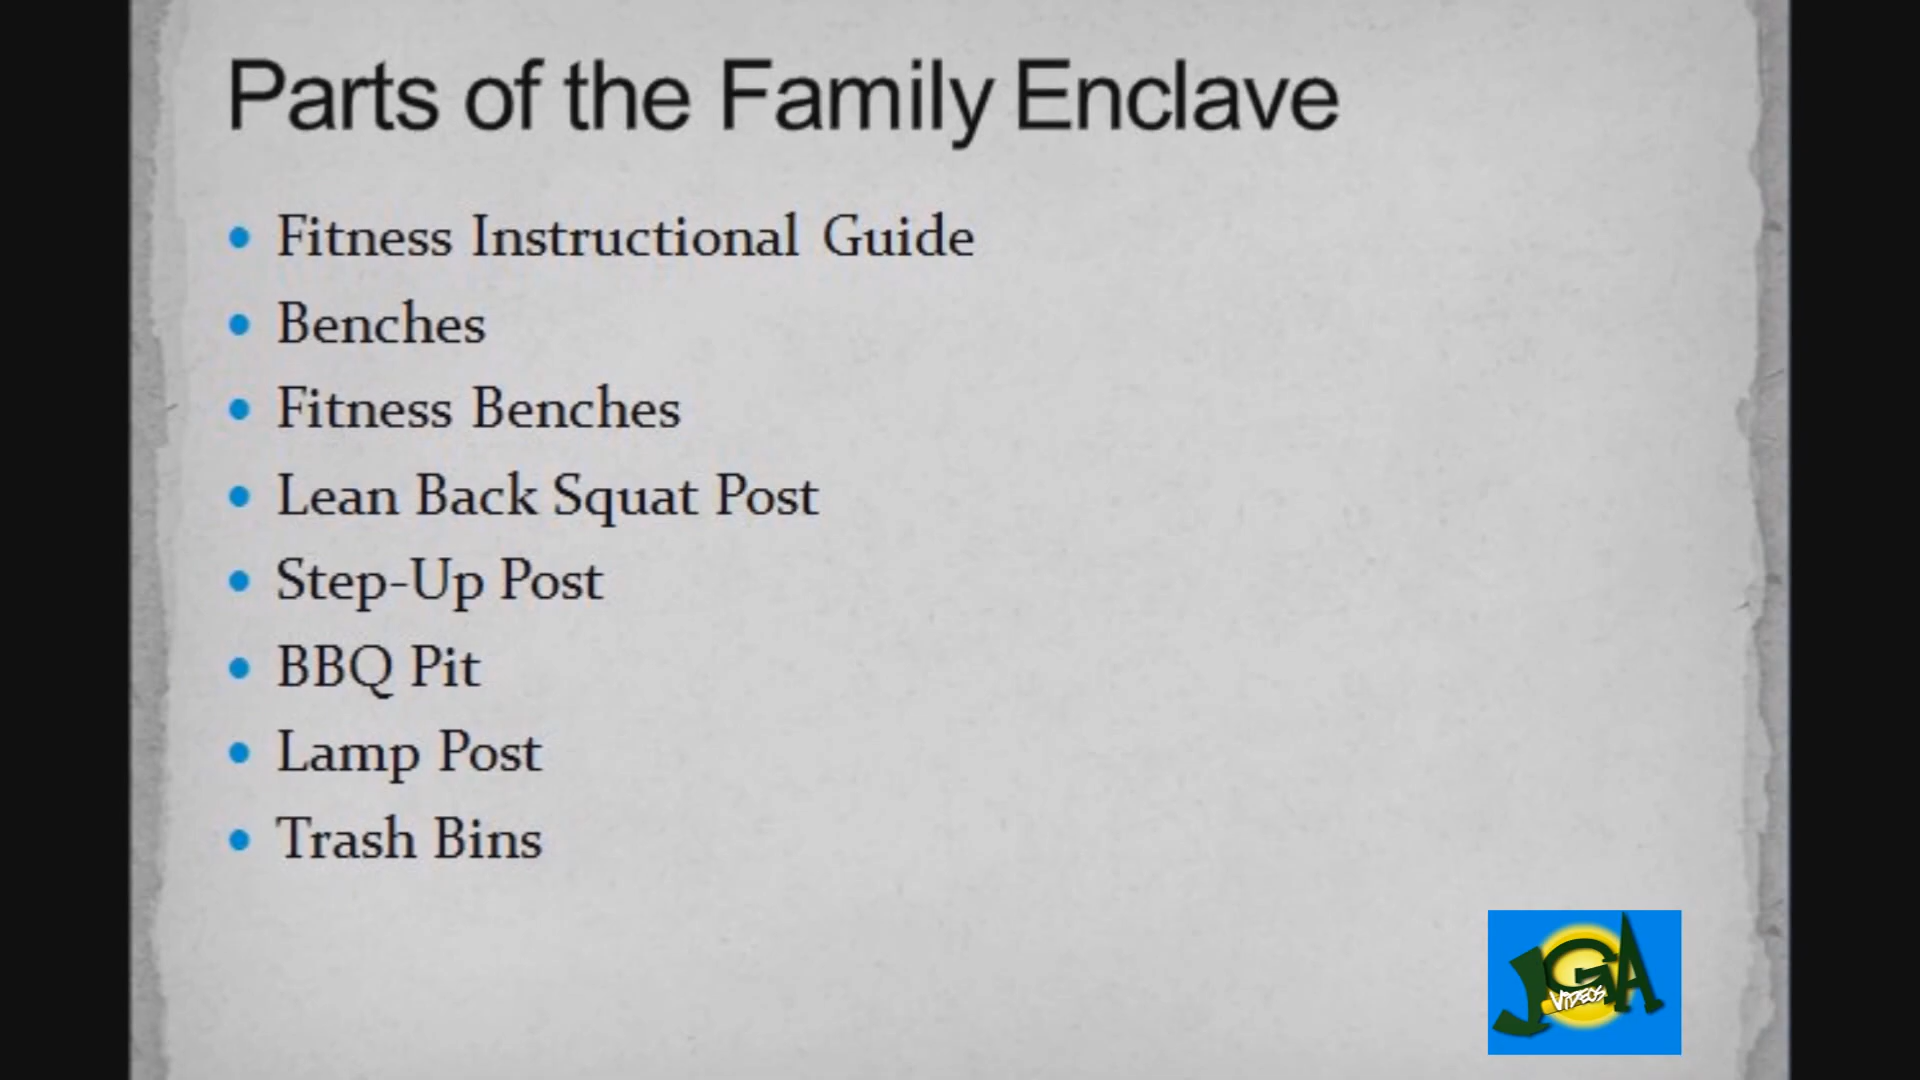 Parts of the Family Enclave
Fitness Instructional Guide
Benches
Fitness Benches
Lean Back Squat Post
Step-Up Post
BBQ Pit
Lamp Post
Trash Bins
JGA
VIDEOS